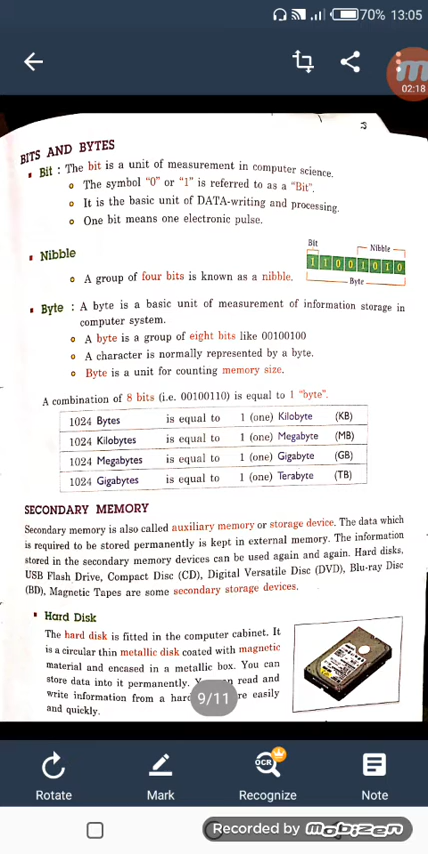 70% 13:05
02:18
3
BITS AND BYTES
▪ Bit : The bit is a unit of measurement in computer science.
o The symbol "0" or "1" is referred to as a "Bit".
o It is the basic unit of DATA-writing and processing.
o One bit means one electronic pulse.
▪ Nibble
o A group of four bits is known as a nibble.
Bit Nibble
1 1 0 0 1 0 1 0
Byte
▪ Byte : A byte is a basic unit of measurement of information storage in
computer system.
o A byte is a group of eight bits like 00100100
o A character is normally represented by a byte.
o Byte is a unit for counting memory size.
A combination of 8 bits (i.e. 00100110) is equal to 1 "byte".
1024 Bytes is equal to 1 (one) Kilobyte (KB)
1024 Kilobytes is equal to 1 (one) Megabyte (MB)
1024 Megabytes is equal to 1 (one) Gigabyte (GB)
1024 Gigabytes is equal to 1 (one) Terabyte (TB)
SECONDARY MEMORY
Secondary memory is also called auxiliary memory or storage device. The data which
is required to be stored permanently is kept in external memory. The information
stored in the secondary memory devices can be used again and again. Hard disks,
USB Flash Drive, Compact Disc (CD), Digital Versatile Disc (DVD), Blu-ray Disc
(BD), Magnetic Tapes are some secondary storage devices.
▪ Hard Disk
The hard disk is fitted in the computer cabinet. It
is a circular thin metallic disk coated with magnetic
material and encased in a metallic box. You can
store data into it permanently. read and
write information from a easily
and quickly.
9/11
OCR
Rotate Mark Recognize Note
Recorded by Mobizen